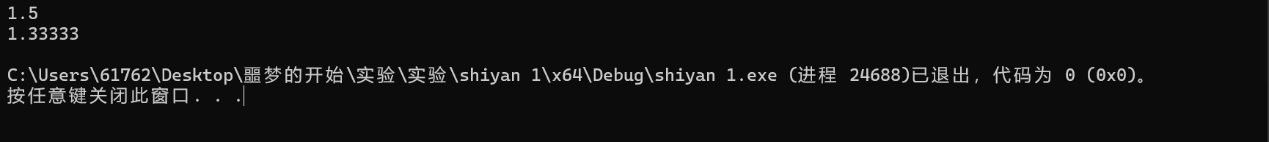 1.5
1.33333
C:\Users\61762\Desktop\噩梦的开始\实验\实验\shiyan 1\x64\Debug\shiyan 1.exe (进程 24688)已退出，代码为 0 (0x0)。
按任意键关闭此窗口. . .